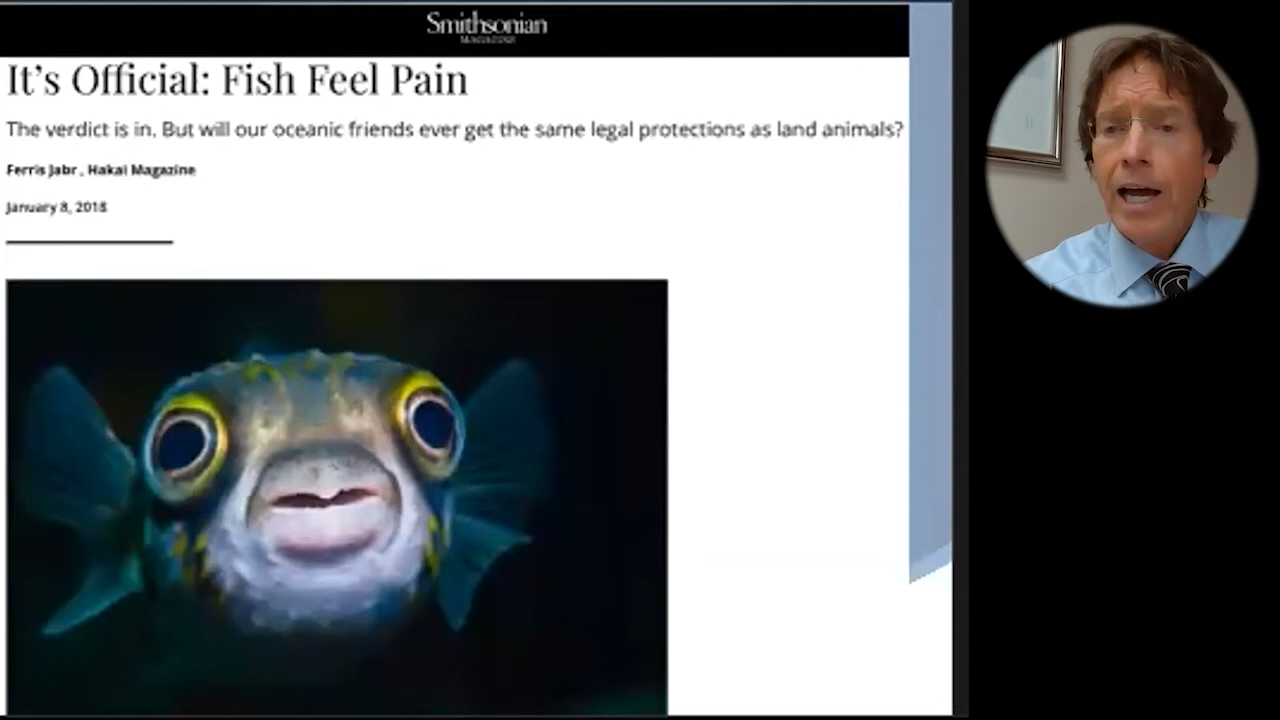 Smithsonian
MAGAZINE
It's Official: Fish Feel Pain
The verdict is in. But will our oceanic friends ever get the same legal protections as land animals?
Ferris Jabr, Hakai Magazine
January 8, 2018